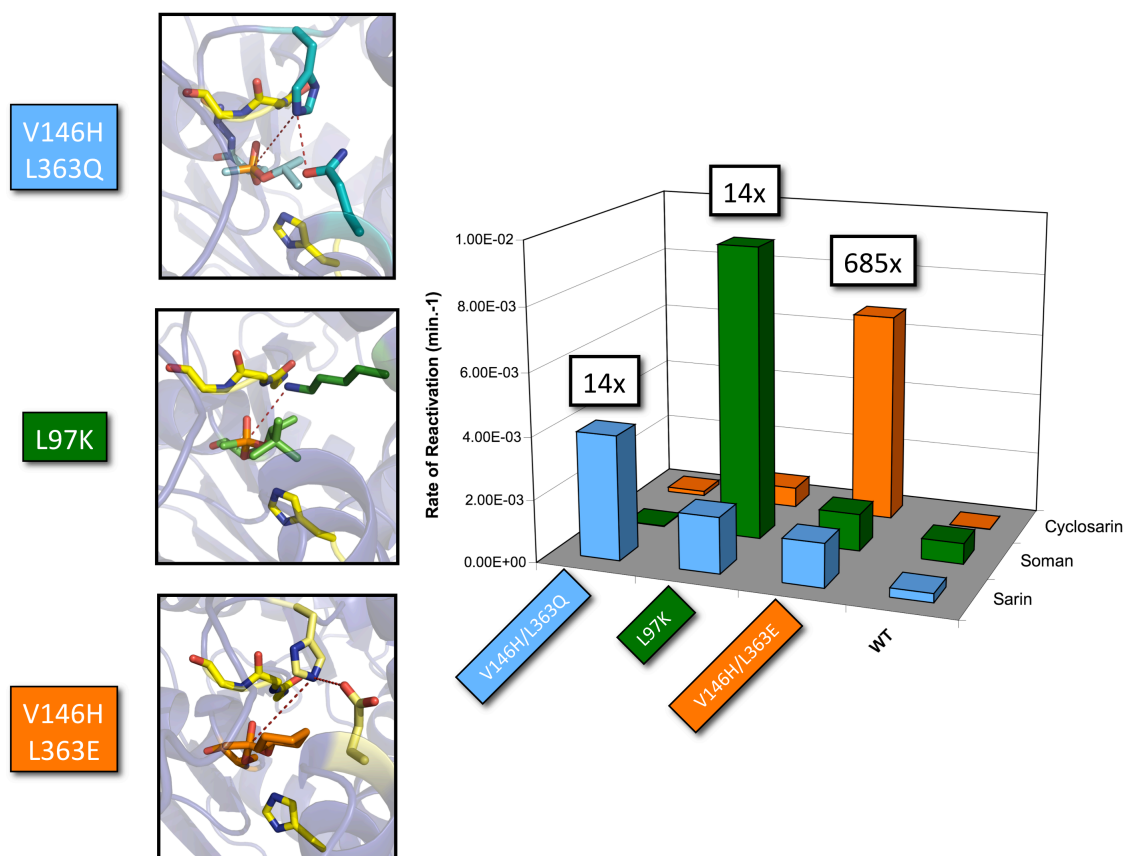 V146H
L363Q
L97K
V146H
L363E
14x
14x
685x
Rate of Reactivation (min.-1)
1.00E-02
8.00E-03
6.00E-03
4.00E-03
2.00E-03
0.00E+00
Cyclosarin
Soman
Sarin
V146H/L363Q
L97K
V146H/L363E
WT